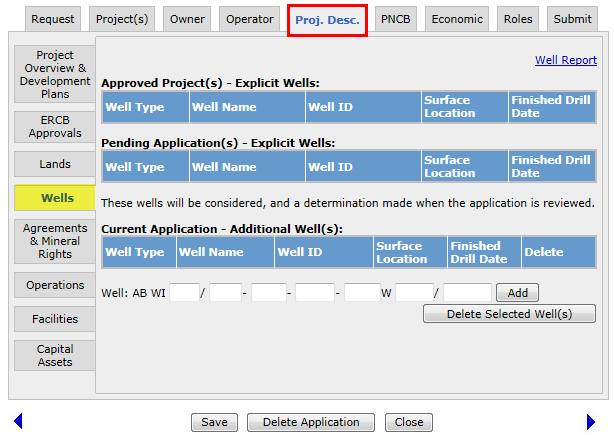 Request Project(s) Owner Operator Proj. Desc. PNCB Economic Roles Submit
Project
Overview &
Development
Plans
ERCB
Approvals
Lands
Wells
Agreements
& Mineral
Rights
Operations
Facilities
Capital
Assets
Well Report
Approved Project(s) - Explicit Wells:
Well Type Well Name Well ID Surface Location Finished Drill Date
Pending Application(s) - Explicit Wells:
Well Type Well Name Well ID Surface Location Finished Drill Date
These wells will be considered, and a determination made when the application is reviewed.
Current Application - Additional Well(s):
Well Type Well Name Well ID Surface Location Finished Drill Date Delete
Well: AB WI / - - - W / Add
Delete Selected Well(s)
Save Delete Application Close